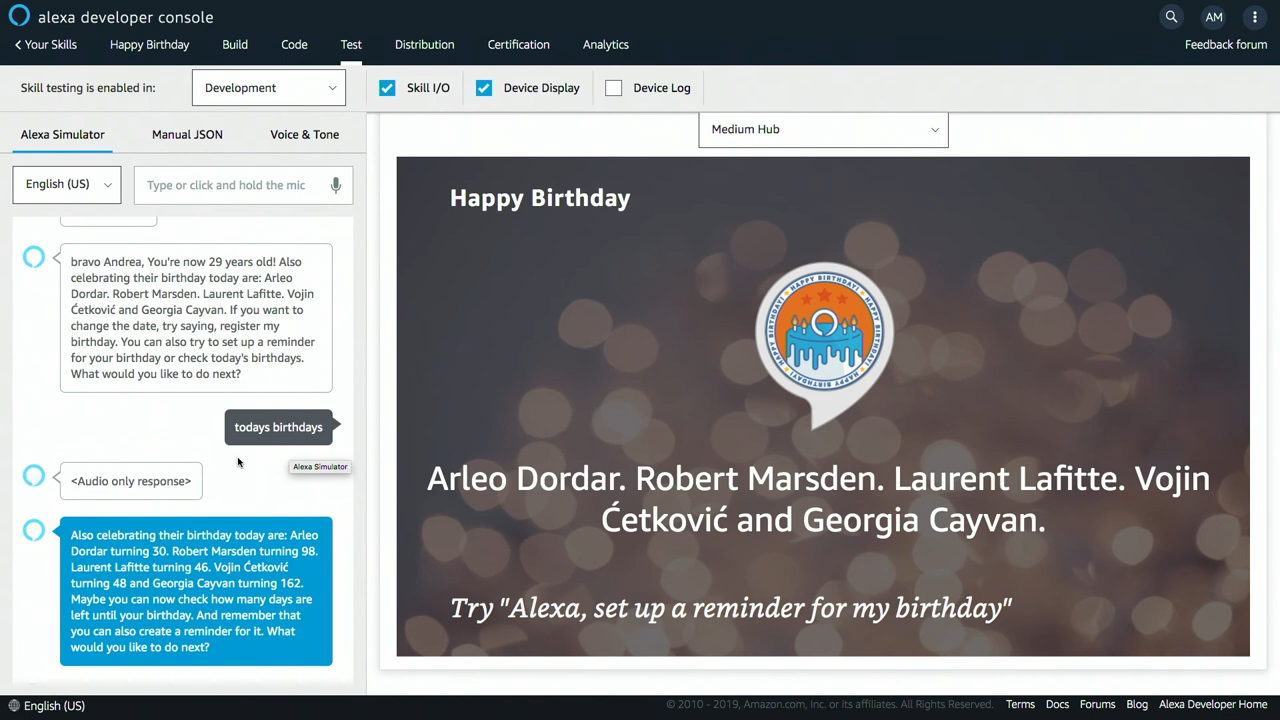 alexa developer console
AM
Your Skills
Happy Birthday
Build
Code
Test
Distribution
Certification
Analytics
Feedback forum
Skill testing is enabled in:
Development
Skill I/O
Device Display
Device Log
Alexa Simulator
Manual JSON
Voice & Tone
English (US)
Type or click and hold the mic
bravo Andrea, You're now 29 years old! Also
celebrating their birthday today are: Arleo
Dordar. Robert Marsden. Laurent Lafitte. Vojin
Ćetković and Georgia Cayvan. If you want to
change the date, try saying, register my
birthday. You can also try to set up a reminder
for your birthday or check today's birthdays.
What would you like to do next?
todays birthdays
Alexa Simulator
<Audio only response>
Also celebrating their birthday today are: Arleo
Dordar turning 30. Robert Marsden turning 98.
Laurent Lafitte turning 46. Vojin Ćetković
turning 48 and Georgia Cayvan turning 162.
Maybe you can now check how many days are
left until your birthday. And remember that
you can also create a reminder for it. What
would you like to do next?
Medium Hub
Happy Birthday
HAPPY BIRTHDAY!
HAPPY BIRTHDAY!
HAPPY BIRTHDAY!
Arleo Dordar. Robert Marsden. Laurent Lafitte. Vojin
Ćetković and Georgia Cayvan.
Try "Alexa, set up a reminder for my birthday"
English (US)
© 2010 - 2019, Amazon.com, Inc. or its affiliates. All Rights Reserved.
Terms
Docs
Forums
Blog
Alexa Developer Home